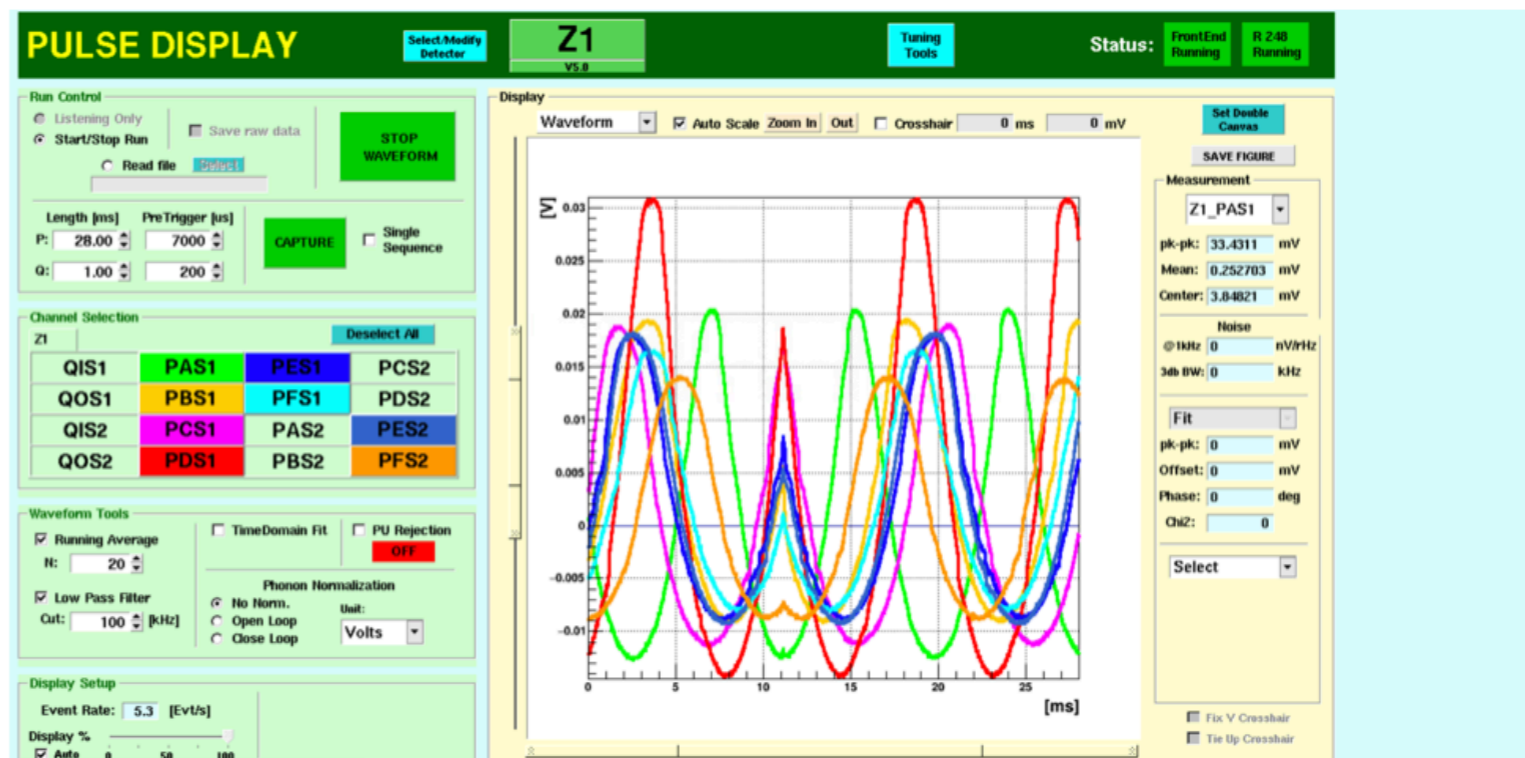 PULSE DISPLAY
Select/Modify
Detector
Z1
V5.0
Tuning
Tools
Status:
FrontEnd
Running
R 248
Running
Run Control
Listening Only
Start/Stop Run
Save raw data
Read file
Select
STOP
WAVEFORM
Length [ms]
PreTrigger [us]
P: 28.00 7000
Q: 1.00 200
CAPTURE
Single
Sequence
Channel Selection
Z1
Deselect All
QIS1 PAS1 PES1 PCS2
QOS1 PBS1 PFS1 PDS2
QIS2 PCS1 PAS2 PES2
QOS2 PDS1 PBS2 PFS2
Waveform Tools
Running Average
N: 20
Low Pass Filter
Cut: 100 [kHz]
TimeDomain Fit
PU Rejection
OFF
Phonon Normalization
No Norm.
Open Loop
Close Loop
Unit:
Volts
Display Setup
Event Rate: 5.3 [Evt/s]
Display %
Auto
0 50 100
Display
Waveform
Auto Scale
Zoom In
Out
Crosshair
0 ms
0 mV
[V]
0.03
0.025
0.02
0.015
0.01
0.005
0
-0.005
-0.01
0 5 10 15 20 25
[ms]
Set Double
Canvas
SAVE FIGURE
Measurement
Z1_PAS1
pk-pk: 33.4311 mV
Mean: 0.252703 mV
Center: 3.84821 mV
Noise
@1kHz 0 nV/rHz
3db BW: 0 kHz
Fit
pk-pk: 0 mV
Offset: 0 mV
Phase: 0 deg
Chi2: 0
Select
Fix V Crosshair
Tie Up Crosshair